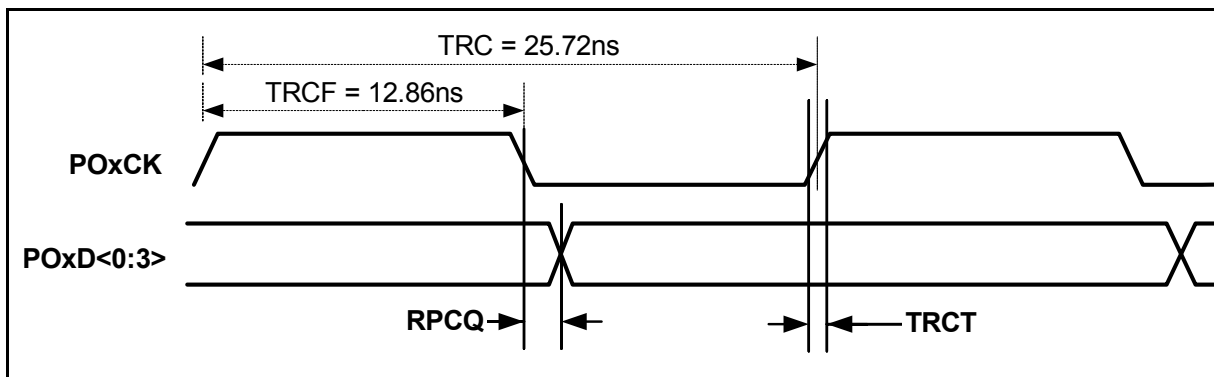 TRC = 25.72ns
TRCF = 12.86ns
POxCK
POxD<0:3>
RPCQ
TRCT